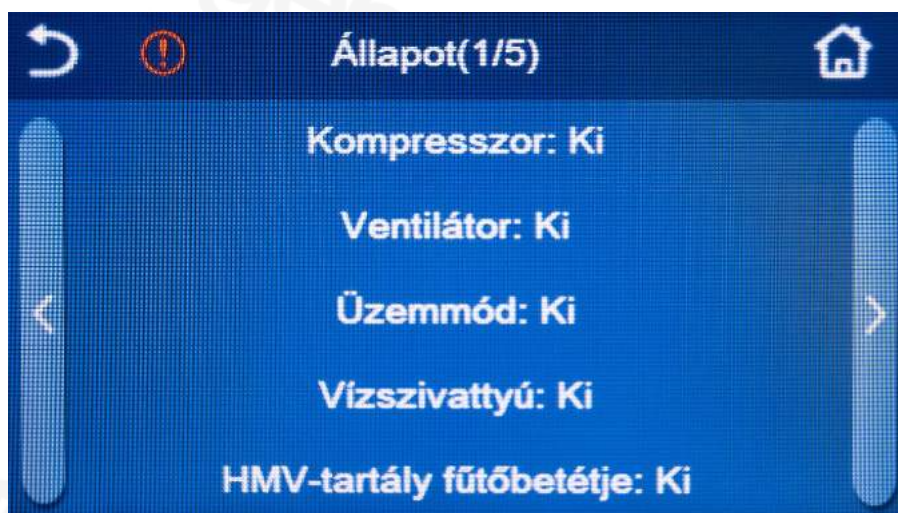 Állapot(1/5)
Kompresszor: Ki
Ventilátor: Ki
Üzemmód: Ki
Vízszivattyú: Ki
HMV-tartály fűtőbetétje: Ki